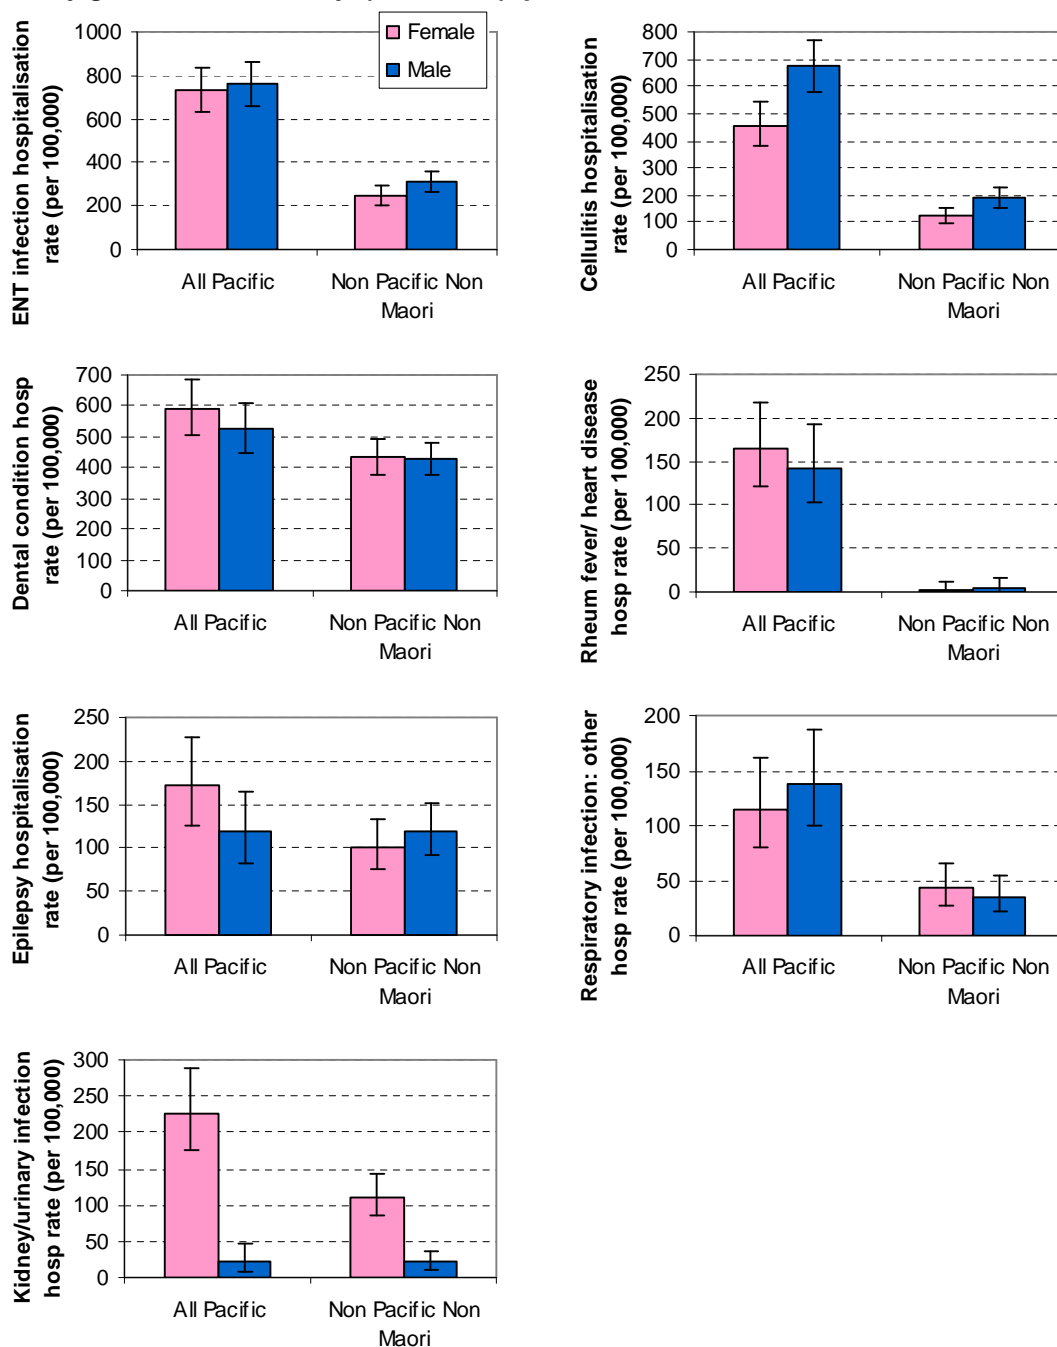 ENT infection hospitalisation
rate (per 100,000)
1000
800
600
400
200
0
Female
Male
All Pacific
Non Pacific Non
Maori
Cellulitis hospitalisation
rate (per 100,000)
800
700
600
500
400
300
200
100
0
All Pacific
Non Pacific Non
Maori
Dental condition hosp
rate (per 100,000)
700
600
500
400
300
200
100
0
All Pacific
Non Pacific Non
Maori
Rheum fever/ heart disease
hosp rate (per 100,000)
250
200
150
100
50
0
All Pacific
Non Pacific Non
Maori
Epilepsy hospitalisation
rate (per 100,000)
250
200
150
100
50
0
All Pacific
Non Pacific Non
Maori
Respiratory infection: other
hosp rate (per 100,000)
200
150
100
50
0
All Pacific
Non Pacific Non
Maori
Kidney/urinary infection
hosp rate (per 100,000)
300
250
200
150
100
50
0
All Pacific
Non Pacific Non
Maori